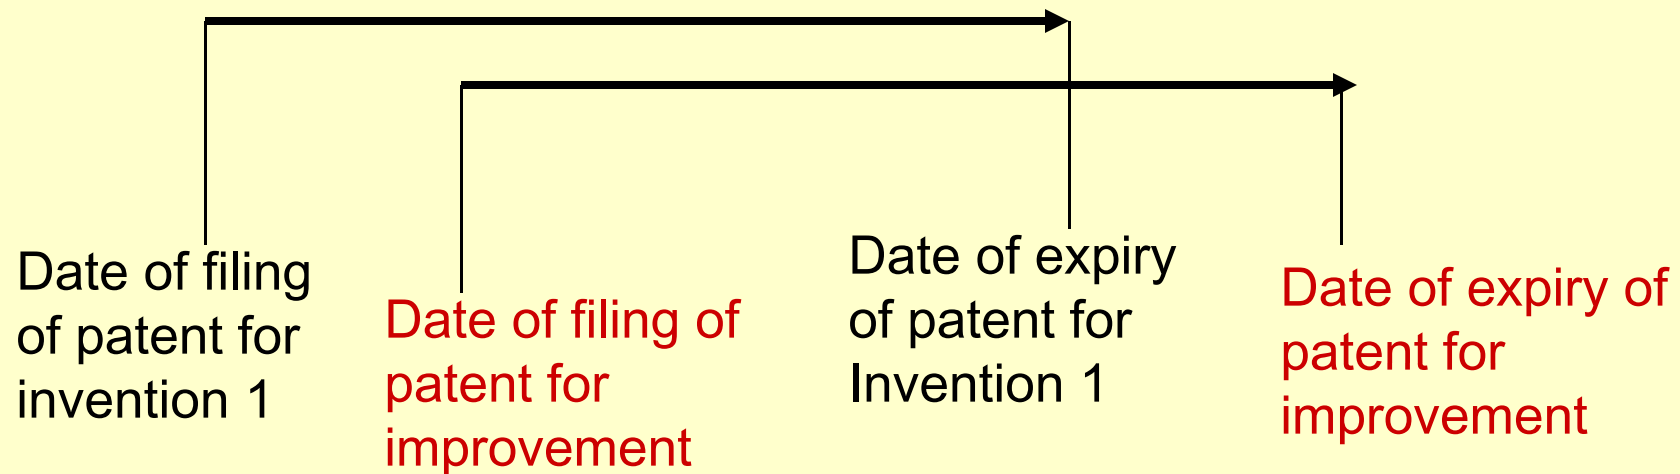 Date of filing
of patent for
invention 1
Date of filing of
patent for
improvement
Date of expiry
of patent for
Invention 1
Date of expiry of
patent for
improvement